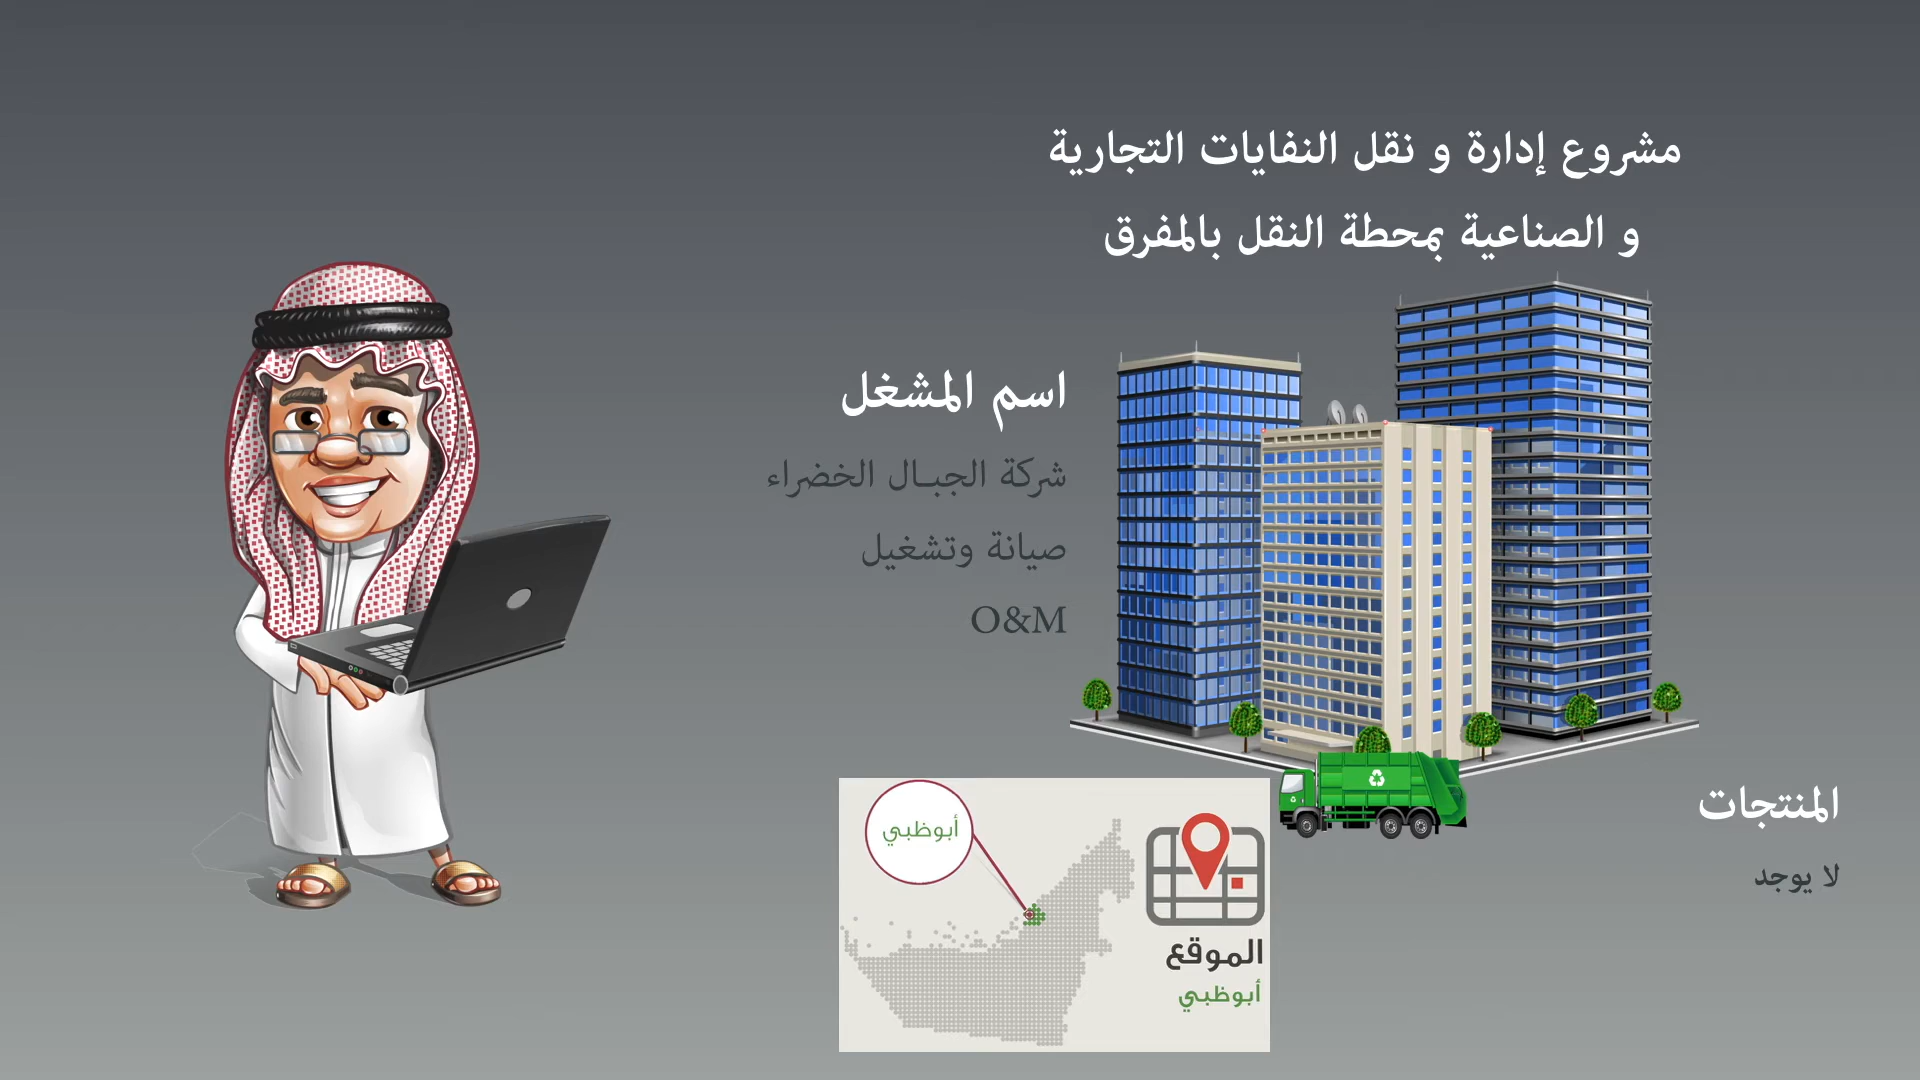 مشروع إدارة و نقل النفايات التجارية
و الصناعية بمحطة النقل بالمفرق
اسم المشغل
شركة الجبـال الخضراء
صيانة وتشغيل
O&M
المنتجات
لا يوجد
أبوظبي
الموقع
أبوظبي